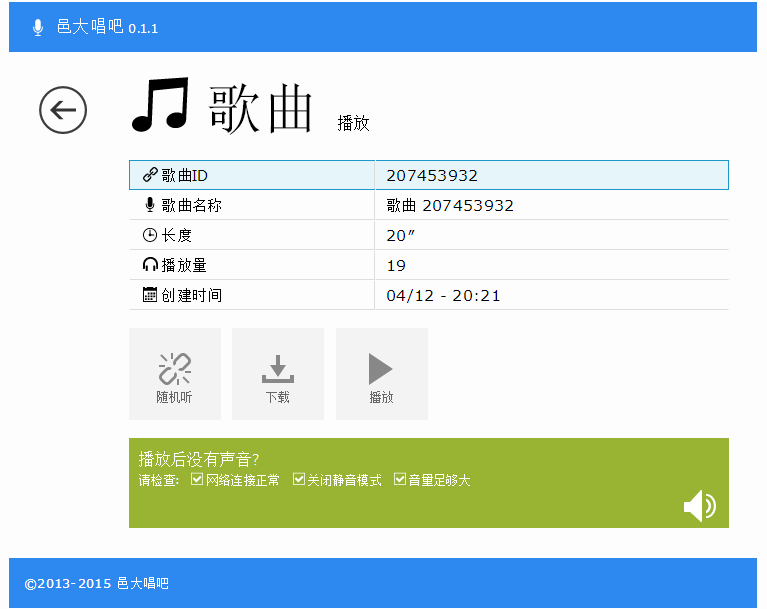 邑大唱吧 0.1.1
歌曲 播放
歌曲ID 207453932
歌曲名称 歌曲 207453932
长度 20″
播放量 19
创建时间 04/12 - 20:21
随机听 下载 播放
播放后没有声音?
请检查: 网络连接正常 关闭静音模式 音量足够大
©2013-2015 邑大唱吧